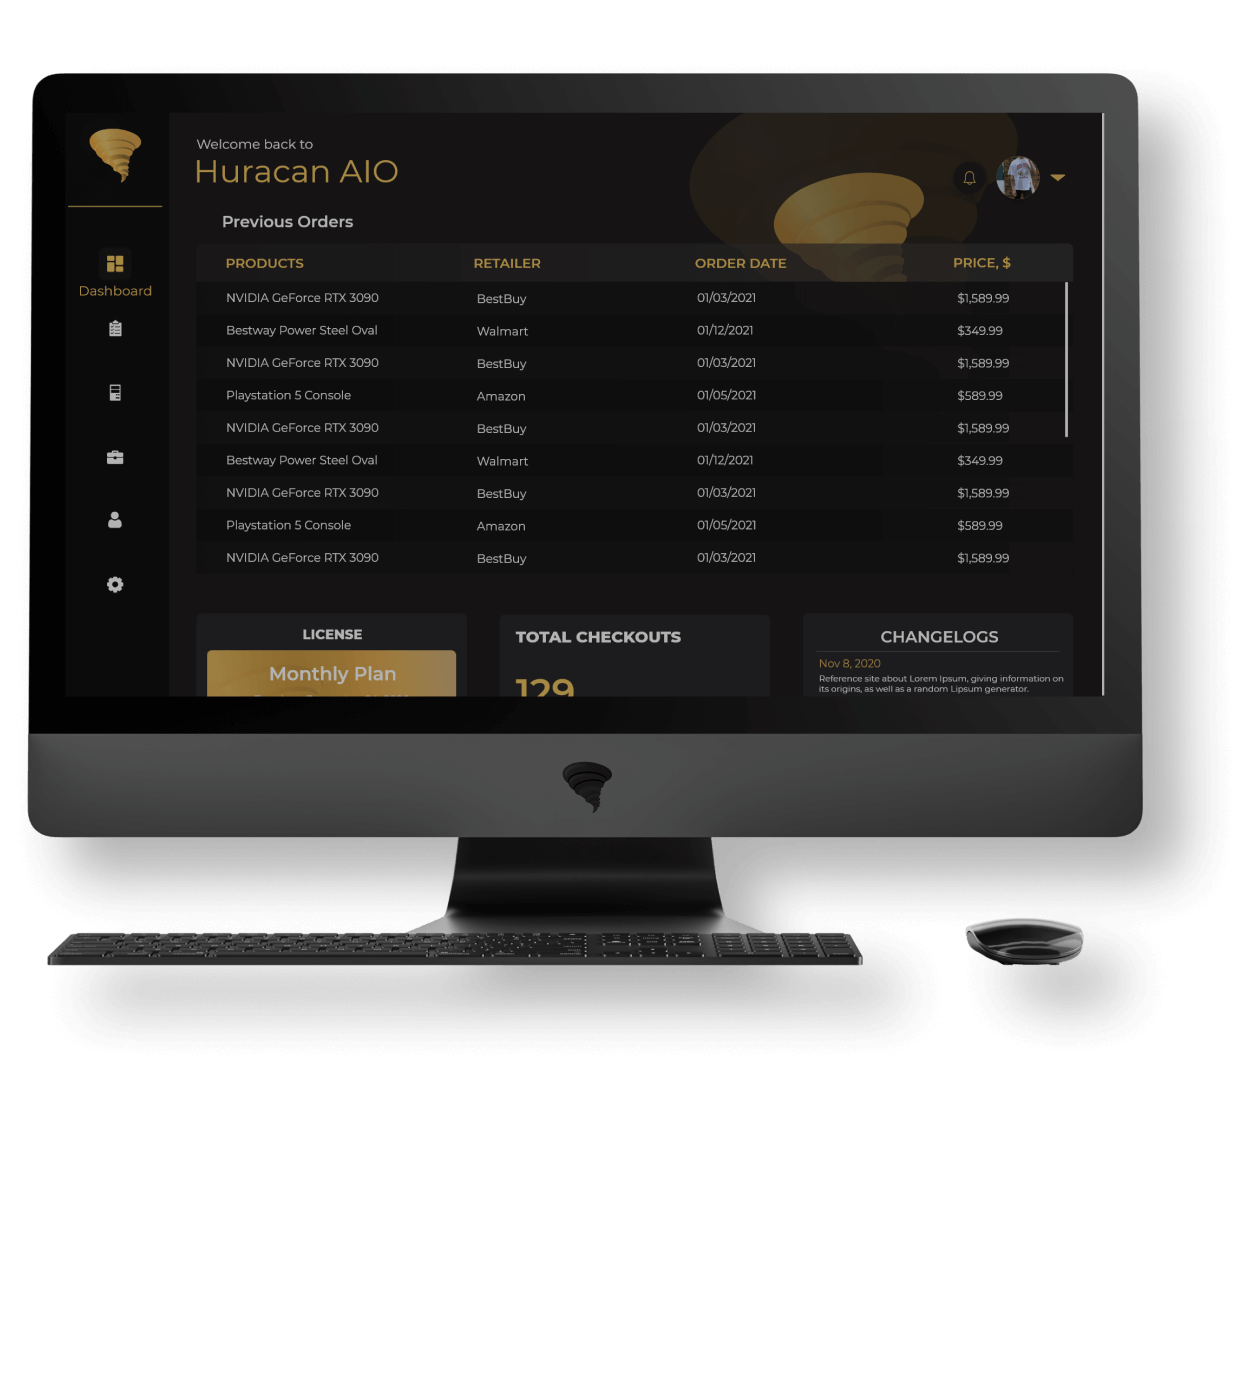 Welcome back to
Huracan AIO
Dashboard
Previous Orders
PRODUCTS RETAILER ORDER DATE PRICE, $
NVIDIA GeForce RTX 3090 BestBuy 01/03/2021 $1,589.99
Bestway Power Steel Oval Walmart 01/12/2021 $349.99
NVIDIA GeForce RTX 3090 BestBuy 01/03/2021 $1,589.99
Playstation 5 Console Amazon 01/05/2021 $589.99
NVIDIA GeForce RTX 3090 BestBuy 01/03/2021 $1,589.99
Bestway Power Steel Oval Walmart 01/12/2021 $349.99
NVIDIA GeForce RTX 3090 BestBuy 01/03/2021 $1,589.99
Playstation 5 Console Amazon 01/05/2021 $589.99
NVIDIA GeForce RTX 3090 BestBuy 01/03/2021 $1,589.99
LICENSE
Monthly Plan
TOTAL CHECKOUTS
129
CHANGELOGS
Nov 8, 2020
Reference site about Lorem Ipsum, giving information on
its origins, as well as a random Lipsum generator.